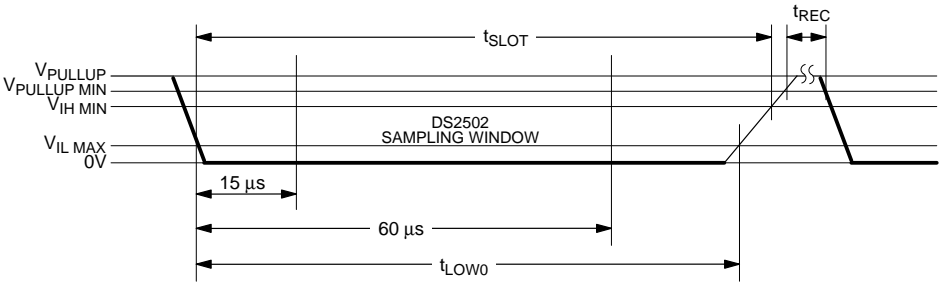 tREC
tSLOT
VPULLUP
VPULLUP MIN
VIH MIN
DS2502
SAMPLING WINDOW
VIL MAX
0V
15 μs
60 μs
tLOW0